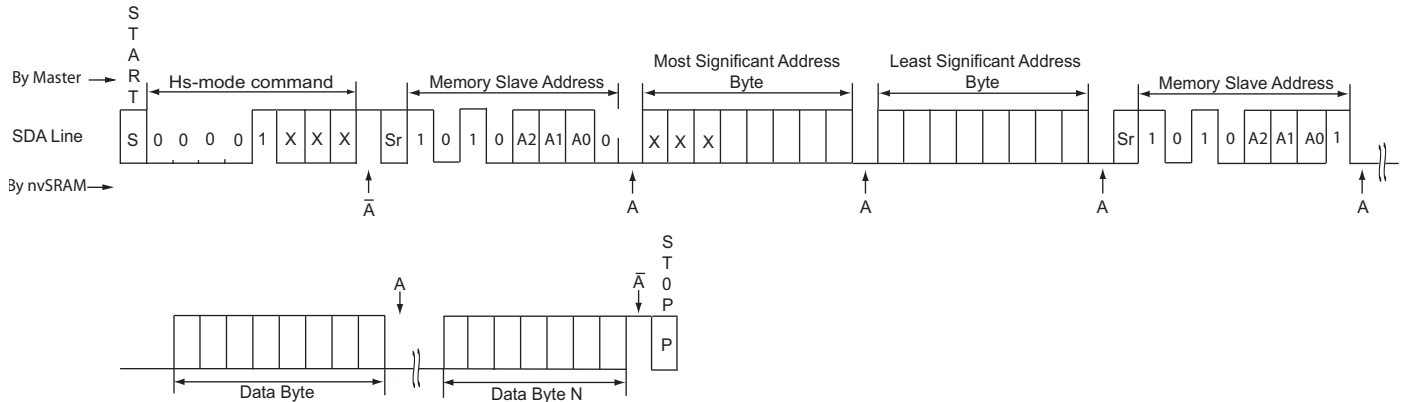 START
By Master
Hs-mode command
Memory Slave Address
Most Significant Address
Byte
Least Significant Address
Byte
Memory Slave Address
SDA Line
S 0 0 0 0 1 X X X Sr 1 0 1 0 A2 A1 A0 0 X X X Sr 1 0 1 0 A2 A1 A0 1
By nvSRAM
A̅ A A A A
A
A̅
ST0P
P
Data Byte
Data Byte N